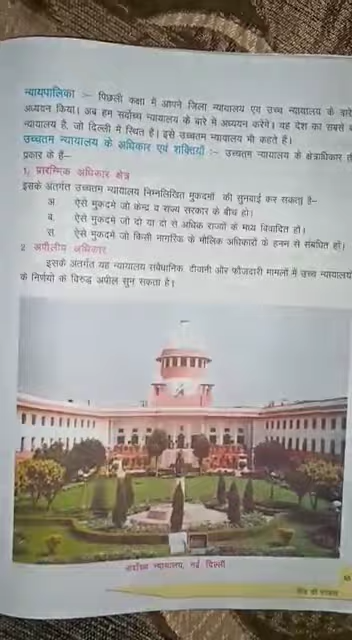 न्यायपालिका :- पिछली कक्षा में आपने जिला न्यायालय एवं उच्च न्यायालय के बारे
अध्ययन किया। अब हम सर्वोच्च न्यायालय के बारे में अध्ययन करेंगे। यह देश का सबसे
न्यायालय है, जो दिल्ली में स्थित है। इसे उच्चतम न्यायालय भी कहते हैं।
उच्चतम न्यायालय के अधिकार एवं शक्तियाँ :- उच्चतम न्यायालय के क्षेत्राधिकार
प्रकार के हैं-
1. प्रारम्भिक अधिकार क्षेत्र
इसके अंतर्गत उच्चतम न्यायालय निम्नलिखित मुकदमों की सुनवाई कर सकता है-
अ. ऐसे मुकदमे जो केन्द्र व राज्य सरकार के बीच हो।
ब. ऐसे मुकदमे जो दो या दो से अधिक राज्यों के मध्य विवादित हों।
स. ऐसे मुकदमे जो किसी नागरिक के मौलिक अधिकारों के हनन से संबंधित हों।
2 अपीलीय अधिकार
इसके अंतर्गत यह न्यायालय संवैधानिक, दीवानी और फौजदारी मामलों में उच्च न्यायालय
के निर्णयों के विरुद्ध अपील सुन सकता है।
सर्वोच्च न्यायालय, नई दिल्ली